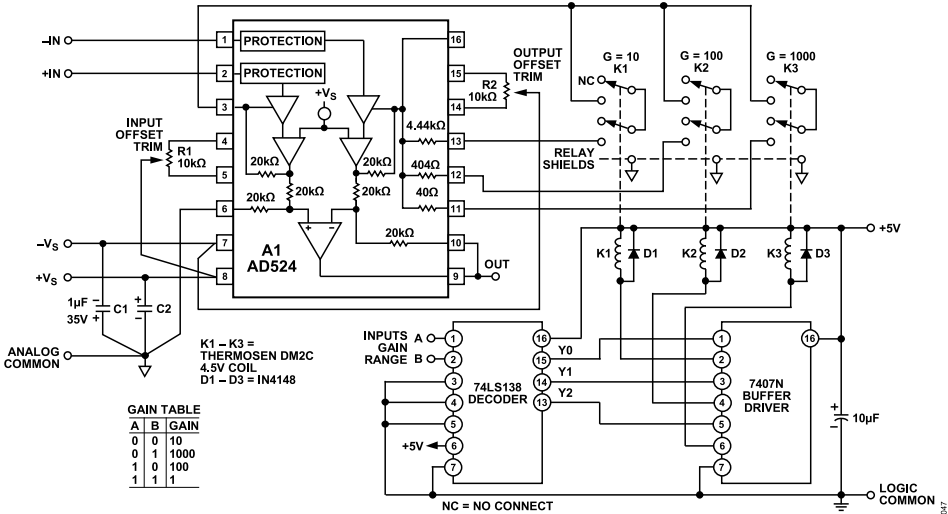 –IN
+IN
1
PROTECTION
2
PROTECTION
3
INPUT
OFFSET
TRIM
4
R1
10kΩ
5
6
–VS
7
+VS
8
+VS
20kΩ
20kΩ
20kΩ
20kΩ
20kΩ
20kΩ
+
–
A1
AD524
16
15
14
4.44kΩ
13
404Ω
12
40Ω
11
10
9
OUT
OUTPUT
OFFSET
TRIM
R2
10kΩ
G = 10
K1
G = 100
K2
G = 1000
K3
NC
RELAY
SHIELDS
+5V
K1
D1
K2
D2
K3
D3
1µF
35V
–
+
C1
+
–
C2
ANALOG
COMMON
K1 – K3 =
THERMOSEN DM2C
4.5V COIL
D1 – D3 = IN4148
GAIN TABLE
A B GAIN
0 0 10
0 1 1000
1 0 100
1 1 1
INPUTS
GAIN
RANGE
A
B
1
2
3
4
5
+5V
6
7
74LS138
DECODER
16
15
14
13
Y0
Y1
Y2
1
2
3
4
5
6
7
7407N
BUFFER
DRIVER
16
+
–
10µF
LOGIC
COMMON
NC = NO CONNECT
047